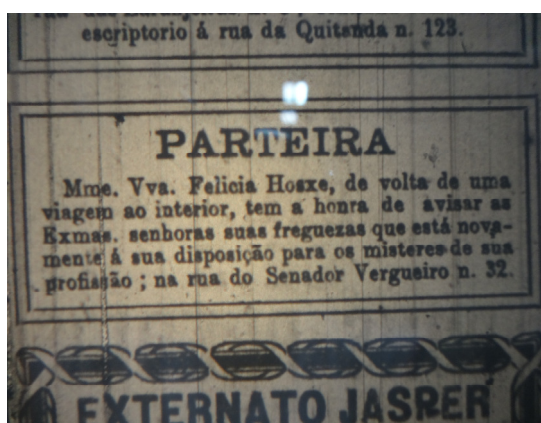 escriptorio á rua da Quitanda n. 123.
PARTEIRA
Mme. Vva. Felicia Hosxe, de volta de uma
viagem ao interior, tem a honra de avisar as
Exmas. senhoras suas freguezas que está nova-
mente á sua disposição para os misteres de sua
profissão ; na rua do Senador Vergueiro n. 32.
EXTERNATO JASPER